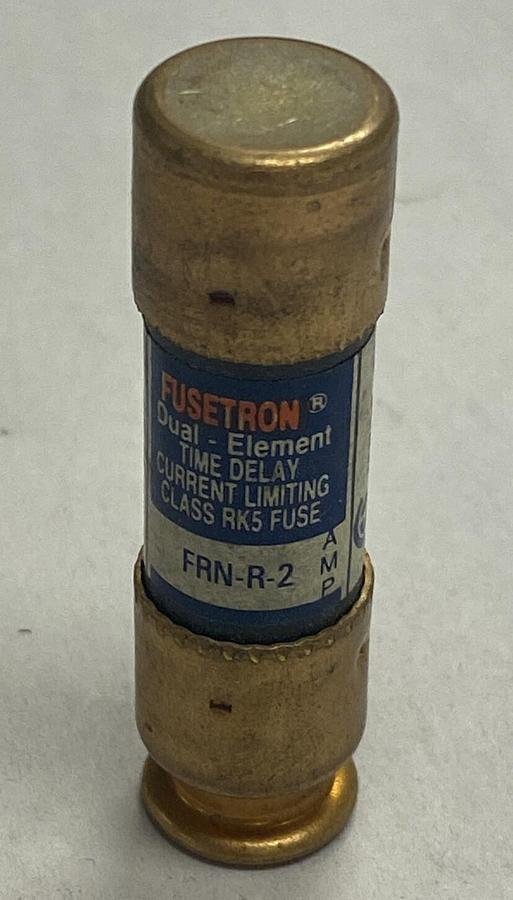 FUSETRON ®
Dual - Element
TIME DELAY
CURRENT LIMITING
CLASS RK5 FUSE
FRN-R-2
AMP